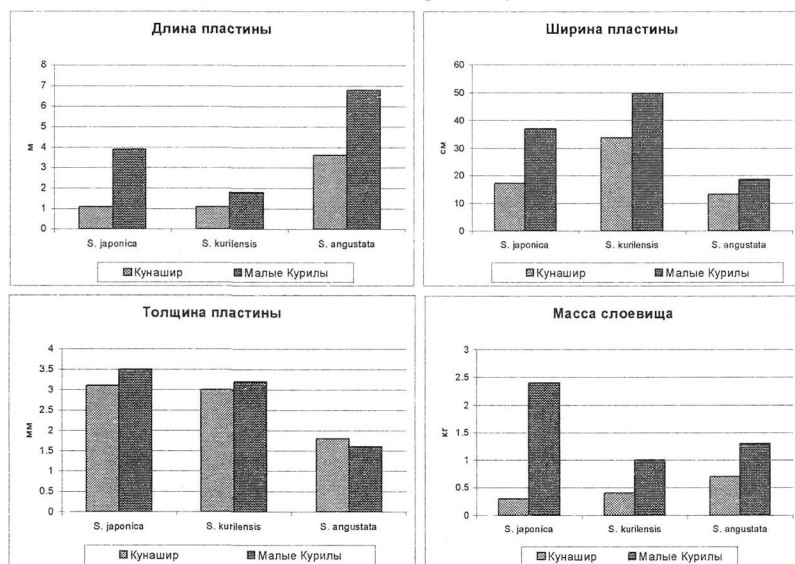 Длина пластины
8
7
6
5
4
3
2
1
0
м
S. japonica S. kurilensis S. angustata
Кунашир Малые Курилы
Ширина пластины
60
50
40
30
20
10
0
см
S. japonica S. kurilensis S. angustata
Кунашир Малые Курилы
Толщина пластины
4
3.5
3
2.5
2
1.5
1
0.5
0
мм
S. japonica S. kurilensis S. angustata
Кунашир Малые Курилы
Масса слоевища
3
2.5
2
1.5
1
0.5
0
кг
S. japonica S. kurilensis S. angustata
Кунашир Малые Курилы